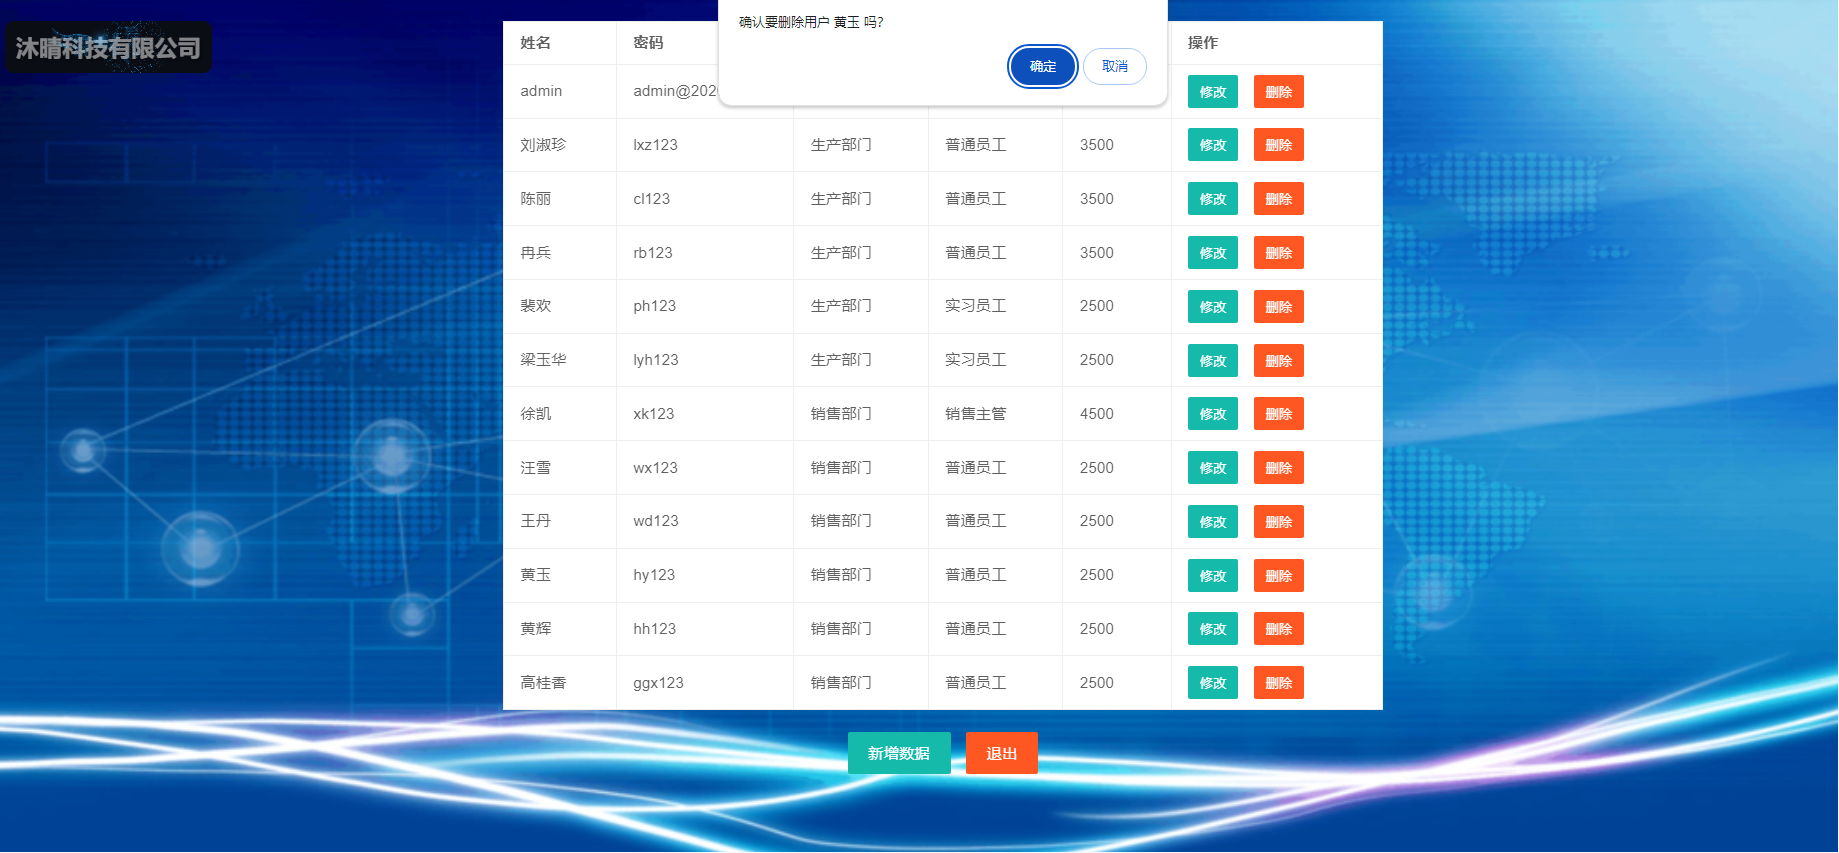 沐晴科技有限公司
确认要删除用户 黄玉 吗?
确定 取消
姓名 密码 操作
admin admin@202 修改 删除
刘淑珍 lxz123 生产部门 普通员工 3500 修改 删除
陈丽 cl123 生产部门 普通员工 3500 修改 删除
冉兵 rb123 生产部门 普通员工 3500 修改 删除
裴欢 ph123 生产部门 实习员工 2500 修改 删除
梁玉华 lyh123 生产部门 实习员工 2500 修改 删除
徐凯 xk123 销售部门 销售主管 4500 修改 删除
汪雪 wx123 销售部门 普通员工 2500 修改 删除
王丹 wd123 销售部门 普通员工 2500 修改 删除
黄玉 hy123 销售部门 普通员工 2500 修改 删除
黄辉 hh123 销售部门 普通员工 2500 修改 删除
高桂香 ggx123 销售部门 普通员工 2500 修改 删除
新增数据 退出